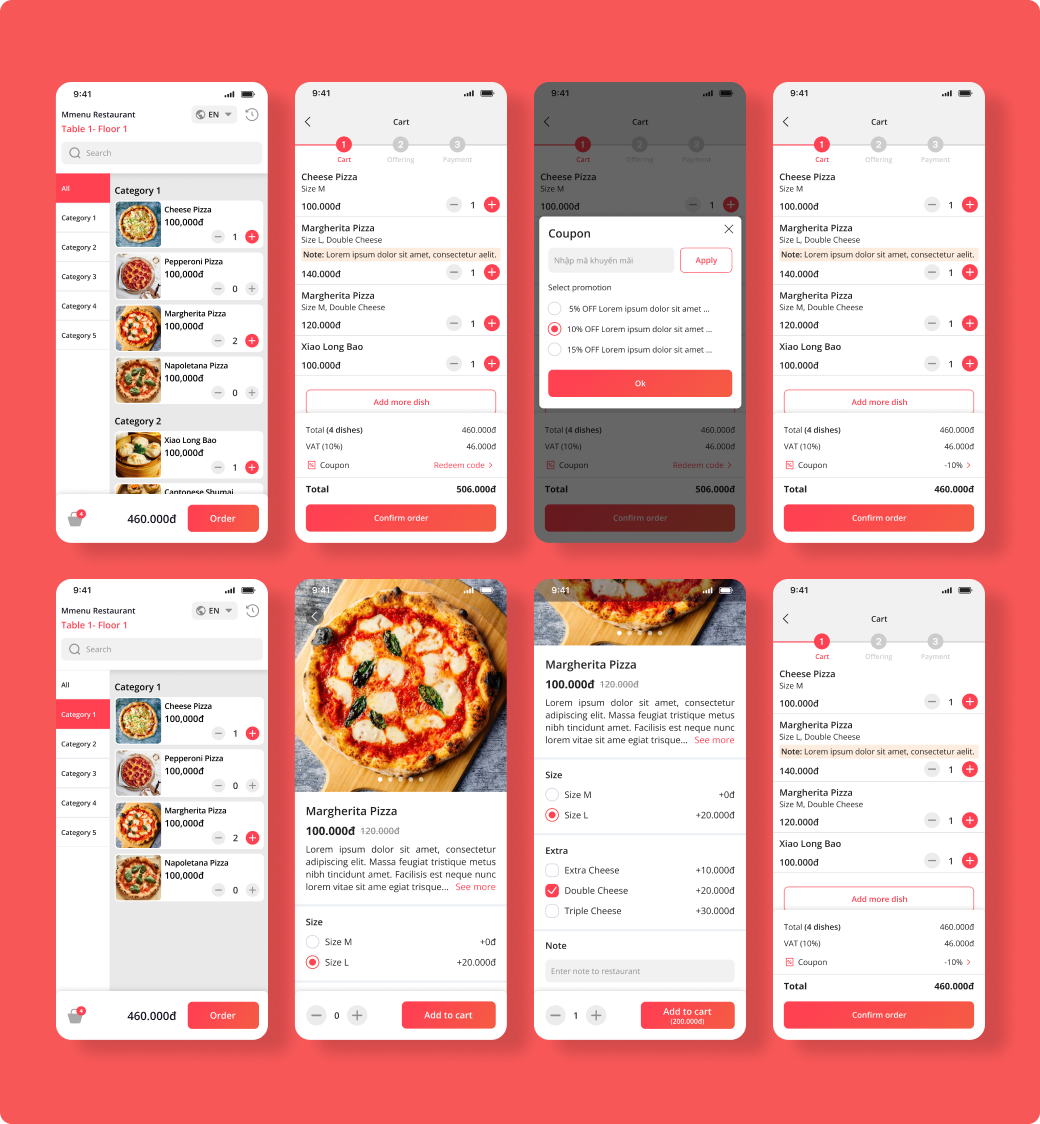 9:41
Mmenu Restaurant
EN
Table 1- Floor 1
Search
All
Category 1
Category 2
Category 3
Category 4
Category 5
Category 1
Cheese Pizza
100,000đ
1
Pepperoni Pizza
100,000đ
0
Margherita Pizza
100,000đ
2
Napoletana Pizza
100,000đ
0
Category 2
Xiao Long Bao
100,000đ
1
Cantonese Shumai
4
460.000đ
Order
9:41
Cart
1 2 3
Cart Offering Payment
Cheese Pizza
Size M
100.000đ 1
Margherita Pizza
Size L, Double Cheese
Note: Lorem ipsum dolor sit amet, consectetur aelit.
140.000đ 1
Margherita Pizza
Size M, Double Cheese
120.000đ 1
Xiao Long Bao
100.000đ 1
Add more dish
Total (4 dishes) 460.000đ
VAT (10%) 46.000đ
Coupon Redeem code
Total 506.000đ
Confirm order
9:41
Cart
1 2 3
Cart Offering Payment
Cheese Pizza
Size M
100.000đ 1
Coupon
Nhập mã khuyến mãi
Apply
Select promotion
5% OFF Lorem ipsum dolor sit amet ...
10% OFF Lorem ipsum dolor sit amet ...
15% OFF Lorem ipsum dolor sit amet ...
Ok
Total (4 dishes) 460.000đ
VAT (10%) 46.000đ
Coupon Redeem code
Total 506.000đ
Confirm order
9:41
Cart
1 2 3
Cart Offering Payment
Cheese Pizza
Size M
100.000đ 1
Margherita Pizza
Size L, Double Cheese
Note: Lorem ipsum dolor sit amet, consectetur aelit.
140.000đ 1
Margherita Pizza
Size M, Double Cheese
120.000đ 1
Xiao Long Bao
100.000đ 1
Add more dish
Total (4 dishes) 460.000đ
VAT (10%) 46.000đ
Coupon -10%
Total 460.000đ
Confirm order
9:41
Mmenu Restaurant
EN
Table 1- Floor 1
Search
All
Category 1
Category 2
Category 3
Category 4
Category 5
Category 1
Cheese Pizza
100,000đ
1
Pepperoni Pizza
100,000đ
0
Margherita Pizza
100,000đ
2
Napoletana Pizza
100,000đ
0
4
460.000đ
Order
9:41
Margherita Pizza
100.000đ 120.000đ
Lorem ipsum dolor sit amet, consectetur
adipiscing elit. Massa feugiat tristique metus
nibh tincidunt amet. Facilisis est neque nunc
lorem vitae sit ame egiat trisque... See more
Size
Size M +0đ
Size L +20.000đ
0
Add to cart
9:41
Margherita Pizza
100.000đ 120.000đ
Lorem ipsum dolor sit amet, consectetur
adipiscing elit. Massa feugiat tristique metus
nibh tincidunt amet. Facilisis est neque nunc
lorem vitae sit ame egiat trisque... See more
Size
Size M +0đ
Size L +20.000đ
Extra
Extra Cheese +10.000đ
Double Cheese +20.000đ
Triple Cheese +30.000đ
Note
Enter note to restaurant
1
Add to cart
(200.000đ)
9:41
Cart
1 2 3
Cart Offering Payment
Cheese Pizza
Size M
100.000đ 1
Margherita Pizza
Size L, Double Cheese
Note: Lorem ipsum dolor sit amet, consectetur aelit.
140.000đ 1
Margherita Pizza
Size M, Double Cheese
120.000đ 1
Xiao Long Bao
100.000đ 1
Add more dish
Total (4 dishes) 460.000đ
VAT (10%) 46.000đ
Coupon -10%
Total 460.000đ
Confirm order